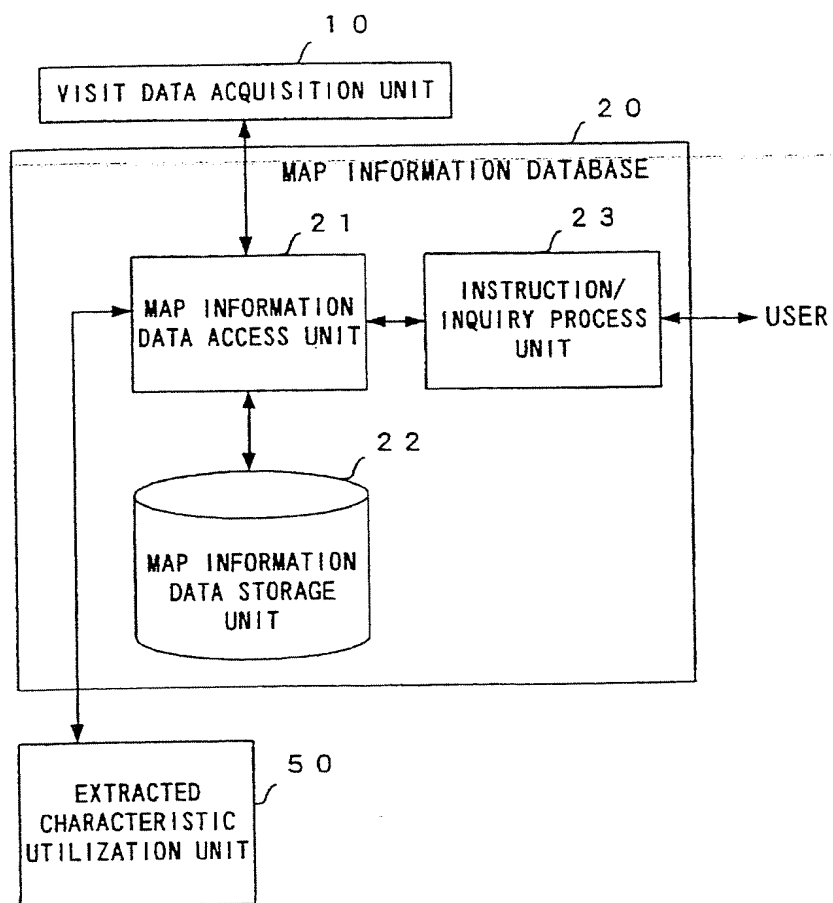 10
VISIT DATA ACQUISITION UNIT
20
MAP INFORMATION DATABASE
21
MAP INFORMATION
DATA ACCESS UNIT
23
INSTRUCTION/
INQUIRY PROCESS
UNIT
USER
22
MAP INFORMATION
DATA STORAGE
UNIT
50
EXTRACTED
CHARACTERISTIC
UTILIZATION UNIT